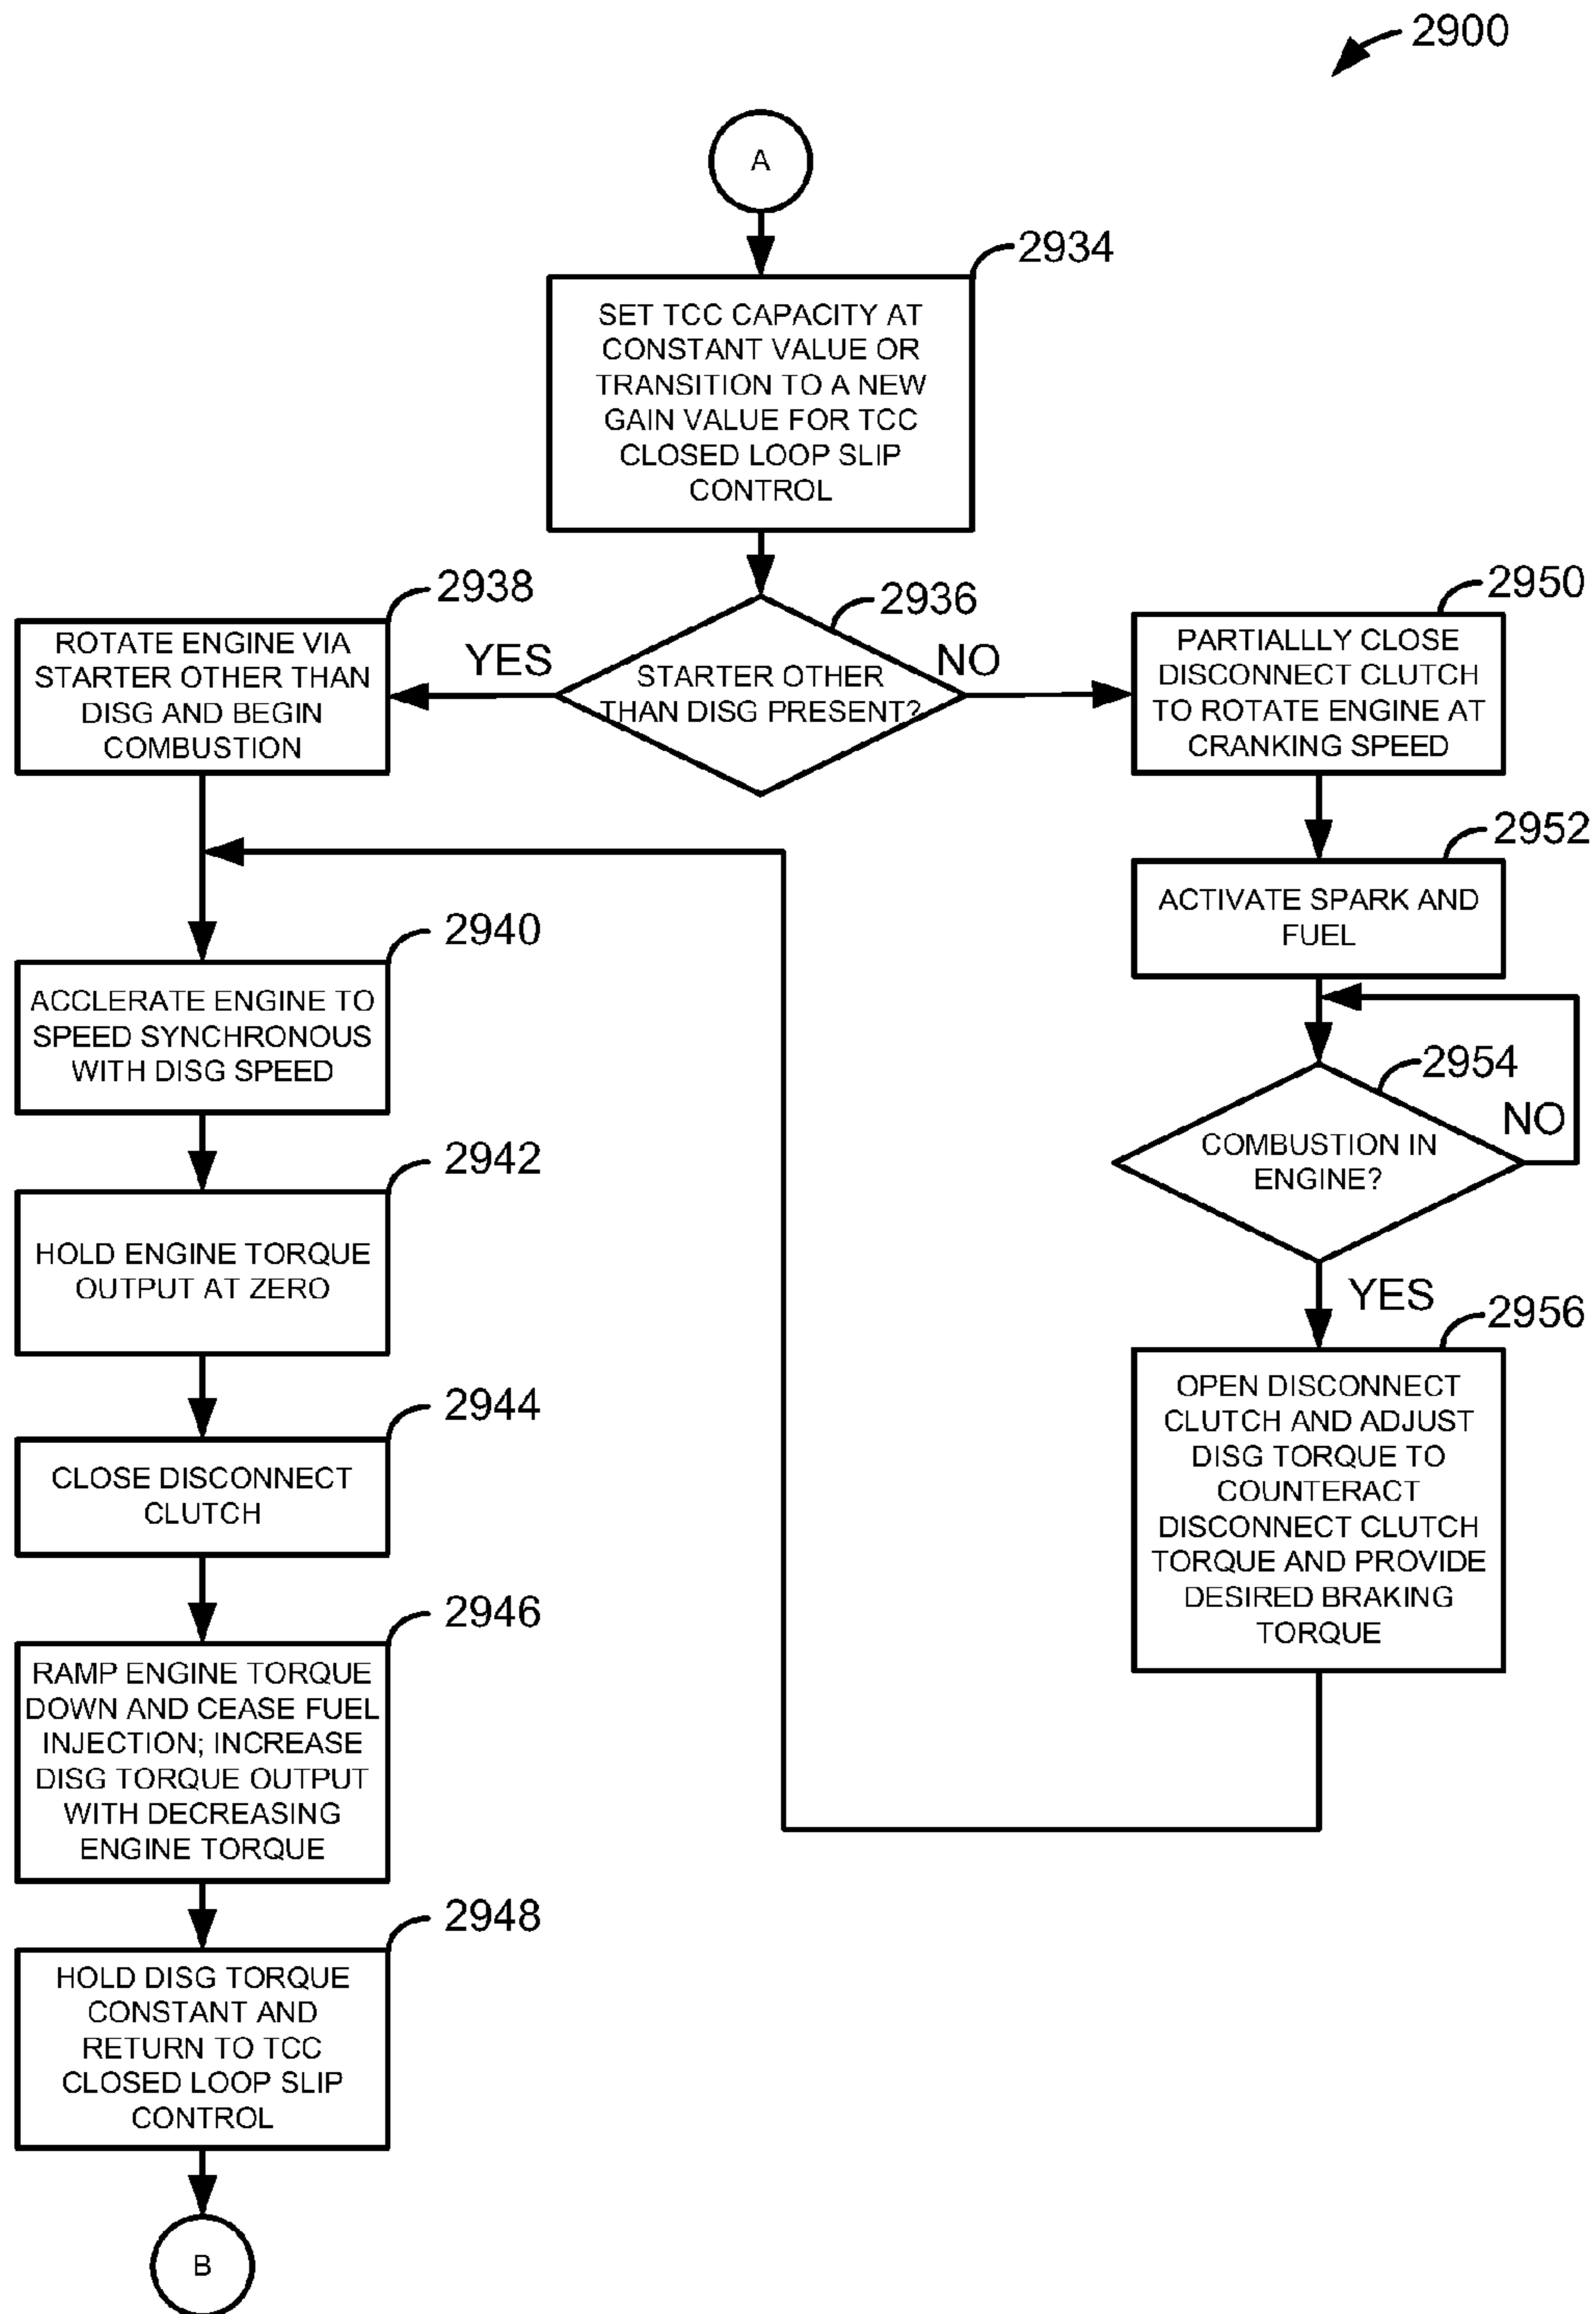 2900
A
2934
SET TCC CAPACITY AT
CONSTANT VALUE OR
TRANSITION TO A NEW
GAIN VALUE FOR TCC
CLOSED LOOP SLIP
CONTROL
2936
STARTER OTHER
THAN DISG PRESENT?
YES
NO
2938
ROTATE ENGINE VIA
STARTER OTHER THAN
DISG AND BEGIN
COMBUSTION
2940
ACCLERATE ENGINE TO
SPEED SYNCHRONOUS
WITH DISG SPEED
2942
HOLD ENGINE TORQUE
OUTPUT AT ZERO
2944
CLOSE DISCONNECT
CLUTCH
2946
RAMP ENGINE TORQUE
DOWN AND CEASE FUEL
INJECTION; INCREASE
DISG TORQUE OUTPUT
WITH DECREASING
ENGINE TORQUE
2948
HOLD DISG TORQUE
CONSTANT AND
RETURN TO TCC
CLOSED LOOP SLIP
CONTROL
B
2950
PARTIALLLY CLOSE
DISCONNECT CLUTCH
TO ROTATE ENGINE AT
CRANKING SPEED
2952
ACTIVATE SPARK AND
FUEL
2954
COMBUSTION IN
ENGINE?
NO
YES
2956
OPEN DISCONNECT
CLUTCH AND ADJUST
DISG TORQUE TO
COUNTERACT
DISCONNECT CLUTCH
TORQUE AND PROVIDE
DESIRED BRAKING
TORQUE